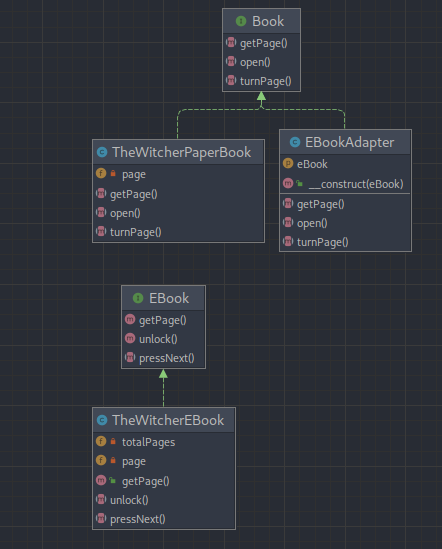 Book
getPage()
open()
turnPage()
TheWitcherPaperBook
page
getPage()
open()
turnPage()
EBookAdapter
eBook
__construct(eBook)
getPage()
open()
turnPage()
EBook
getPage()
unlock()
pressNext()
TheWitcherEBook
totalPages
page
getPage()
unlock()
pressNext()